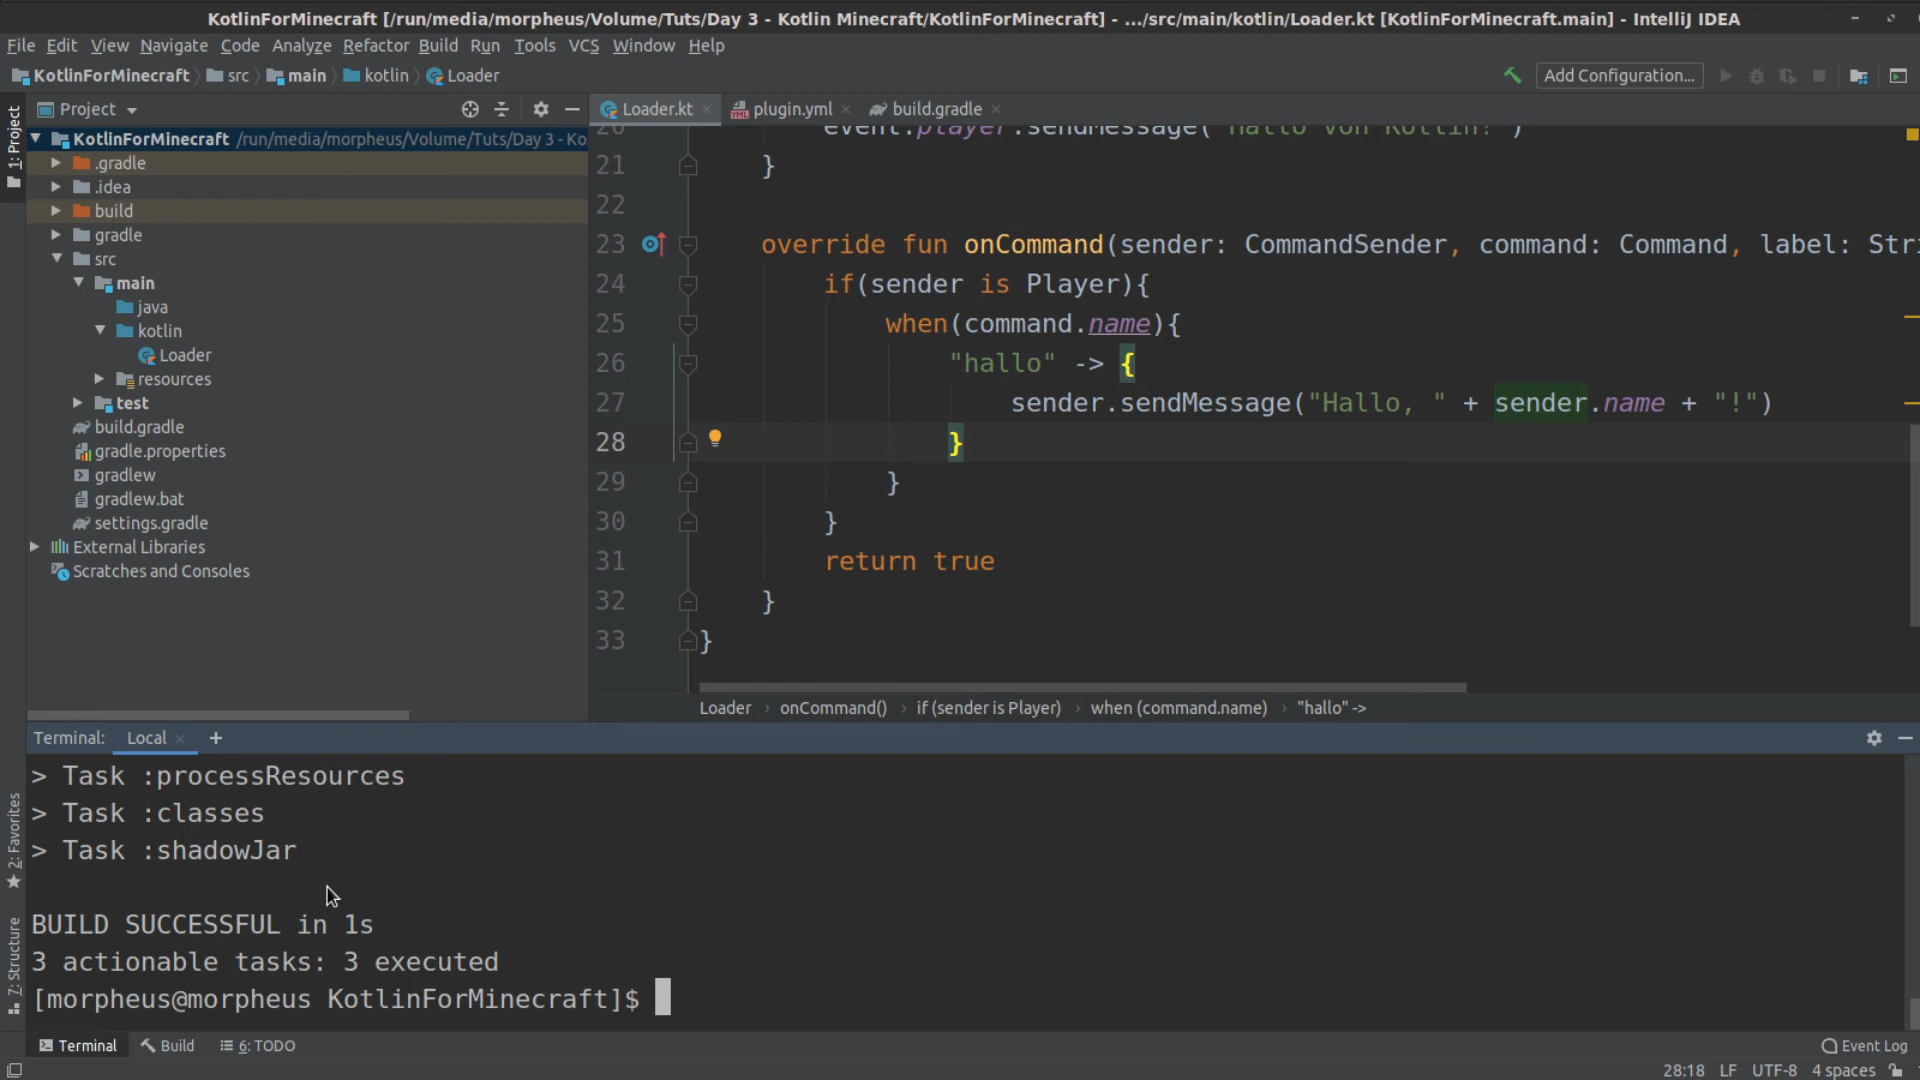 KotlinForMinecraft [/run/media/morpheus/Volume/Tuts/Day 3 - Kotlin Minecraft/KotlinForMinecraft] - .../src/main/kotlin/Loader.kt [KotlinForMinecraft.main] - IntelliJ IDEA
File Edit View Navigate Code Analyze Refactor Build Run Tools VCS Window Help
KotlinForMinecraft src main kotlin Loader
Add Configuration...
1: Project
Project
KotlinForMinecraft /run/media/morpheus/Volume/Tuts/Day 3 - Ko
.gradle
.idea
build
gradle
src
main
java
kotlin
Loader
resources
test
build.gradle
gradle.properties
gradlew
gradlew.bat
settings.gradle
External Libraries
Scratches and Consoles
Loader.kt plugin.yml build.gradle
20 event.player.sendMessage("Hallo von Kotlin!")
21 }
22
23 override fun onCommand(sender: CommandSender, command: Command, label: Stri
24 if(sender is Player){
25 when(command.name){
26 "hallo" -> {
27 sender.sendMessage("Hallo, " + sender.name + "!")
28 }
29 }
30 }
31 return true
32 }
33 }
Loader onCommand() if (sender is Player) when (command.name) "hallo" ->
Terminal: Local +
> Task :processResources
> Task :classes
> Task :shadowJar
BUILD SUCCESSFUL in 1s
3 actionable tasks: 3 executed
[morpheus@morpheus KotlinForMinecraft]$
2: Favorites
7: Structure
Terminal Build 6: TODO
Event Log
28:18 LF UTF-8 4 spaces